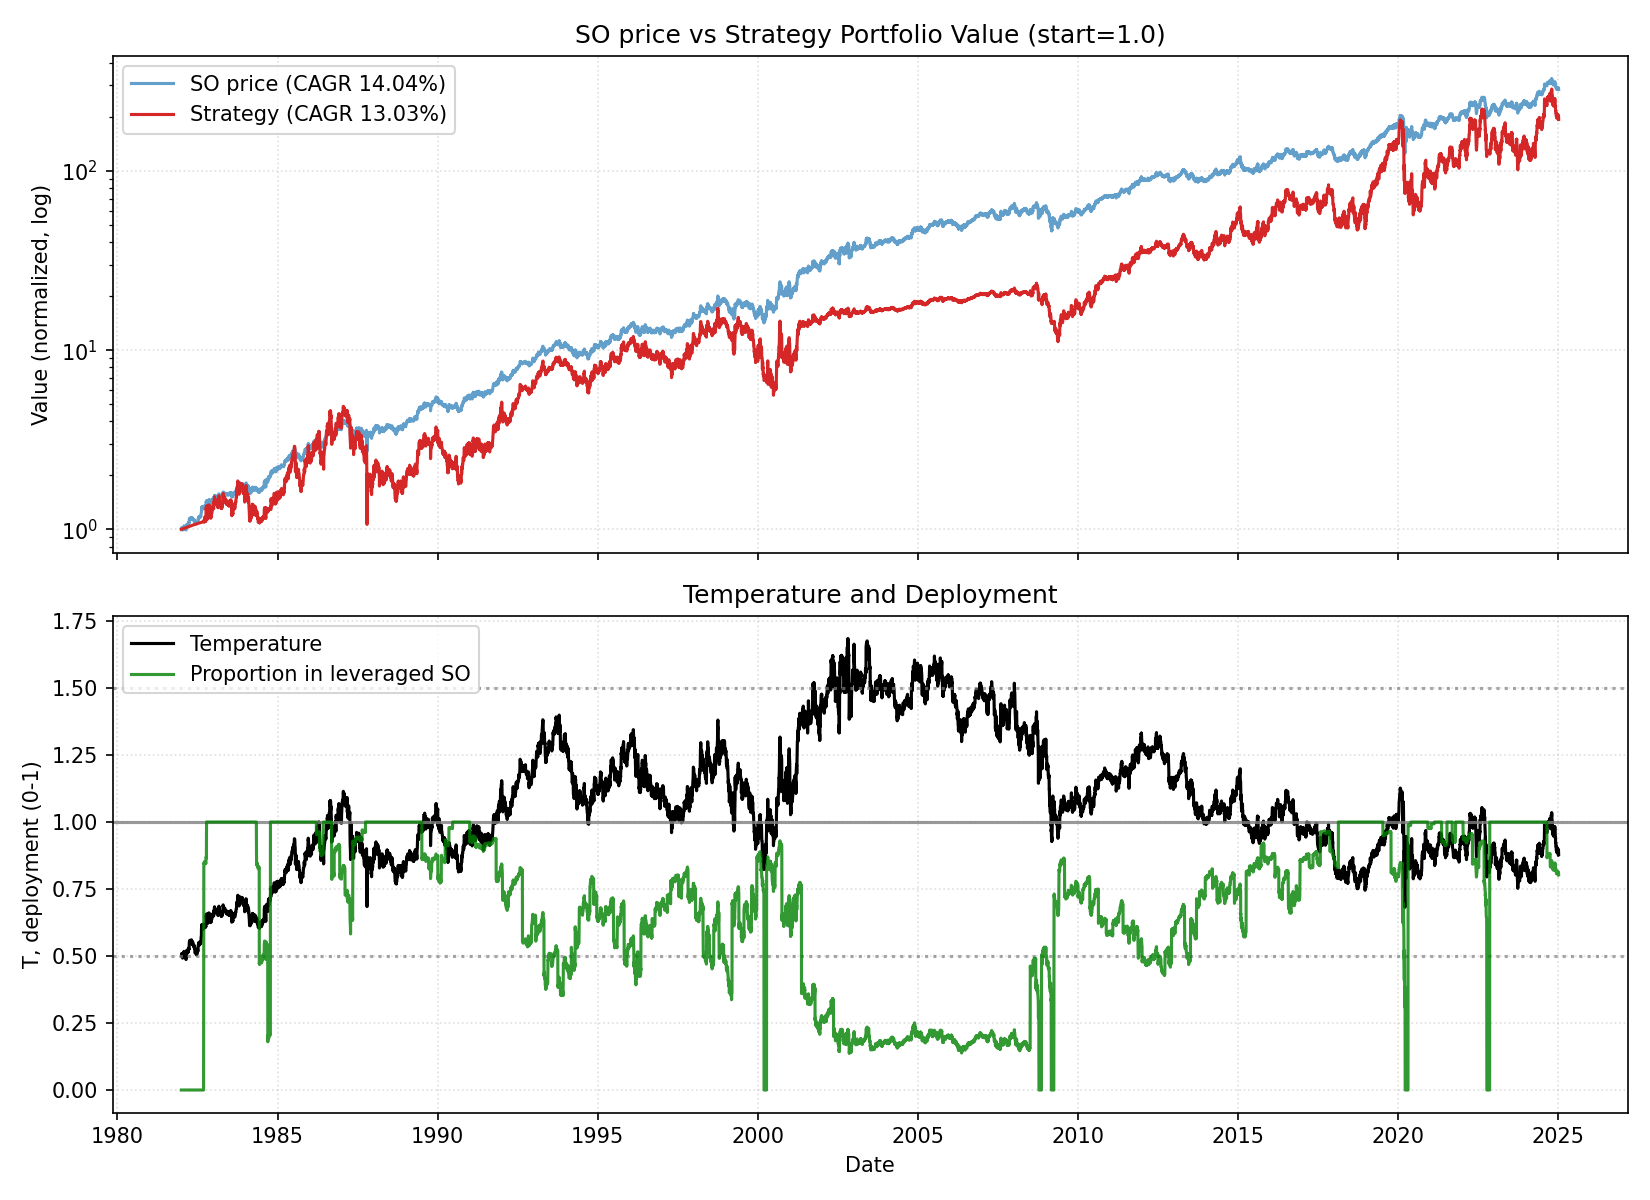 SO price vs Strategy Portfolio Value (start=1.0)
SO price (CAGR 14.04%)
Strategy (CAGR 13.03%)
Value (normalized, log)
10²
10¹
10⁰
Temperature and Deployment
Temperature
Proportion in leveraged SO
T, deployment (0-1)
1.75
1.50
1.25
1.00
0.75
0.50
0.25
0.00
1980 1985 1990 1995 2000 2005 2010 2015 2020 2025
Date